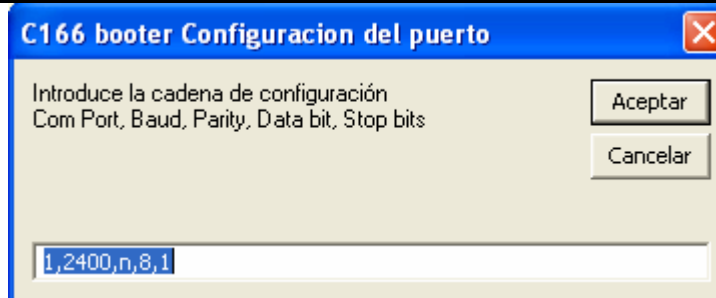 C166 booter Configuracion del puerto
Introduce la cadena de configuración
Com Port, Baud, Parity, Data bit, Stop bits
Aceptar
Cancelar
1,2400,n,8,1